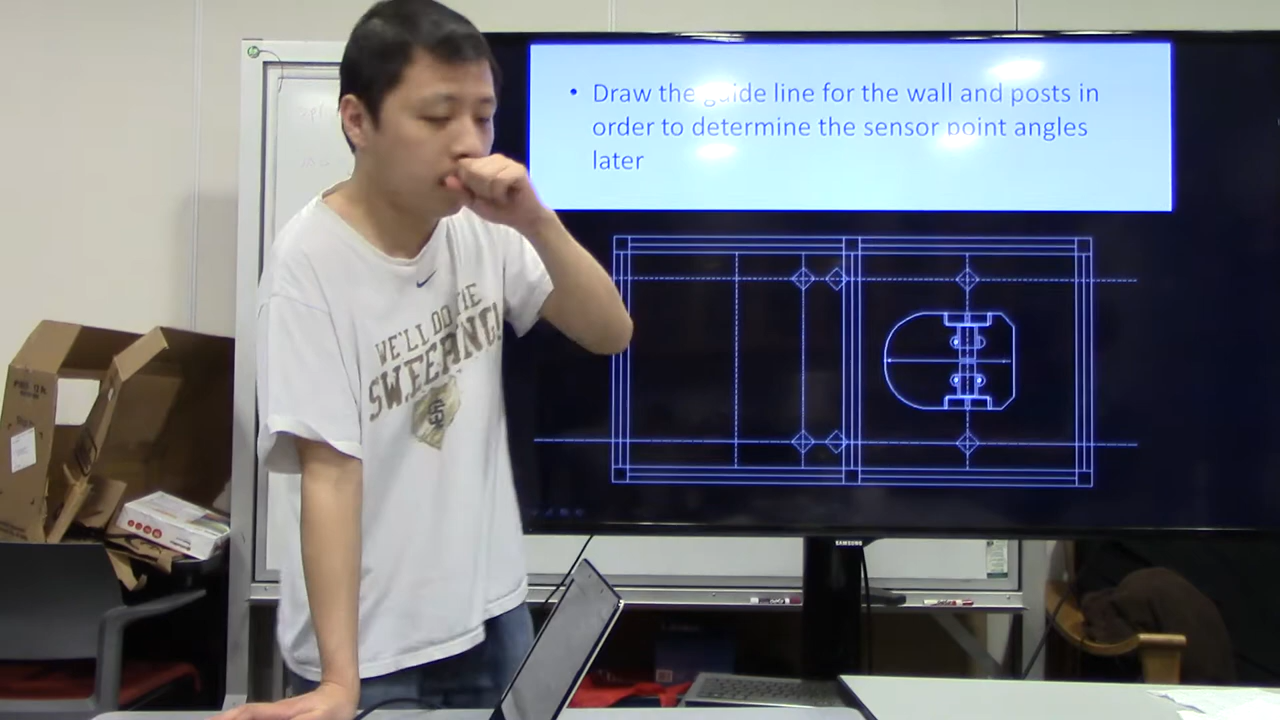 Draw the guide line for the wall and posts in
order to determine the sensor point angles
later
WE'LL DO THE
SWEEPING!
SF
SAMSUNG